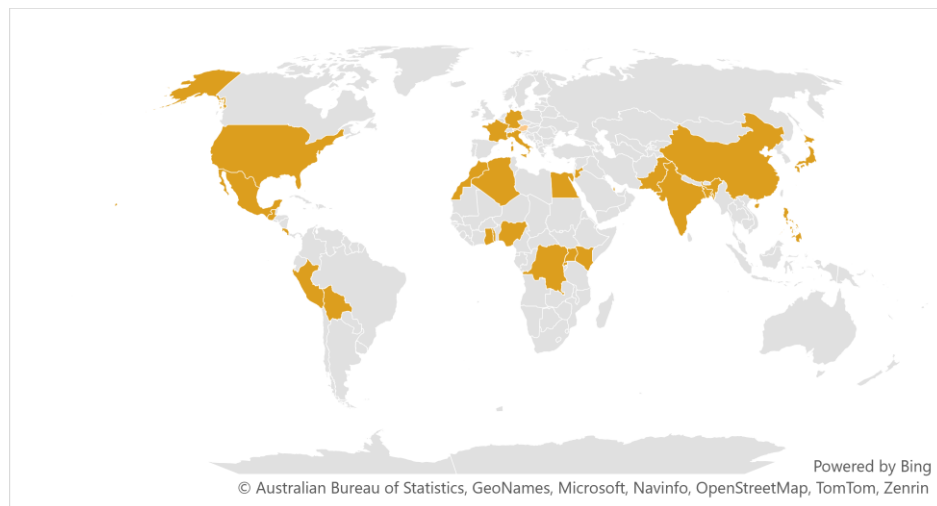 Powered by Bing
© Australian Bureau of Statistics, GeoNames, Microsoft, Navinfo, OpenStreetMap, TomTom, Zenrin